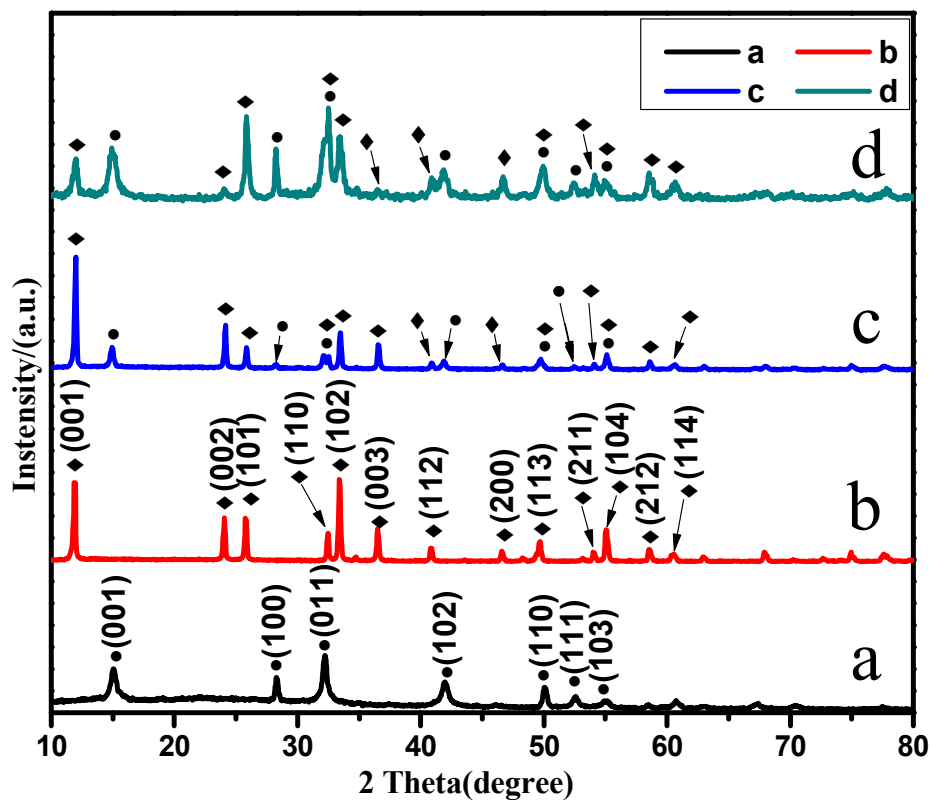 a b
c d
d
c
(001) (002) (101) (110) (102) (003) (112) (200) (113) (211) (104) (212) (114)
b
(001) (100) (011) (102) (110) (111) (103)
a
Instensity/(a.u.)
10 20 30 40 50 60 70 80
2 Theta(degree)